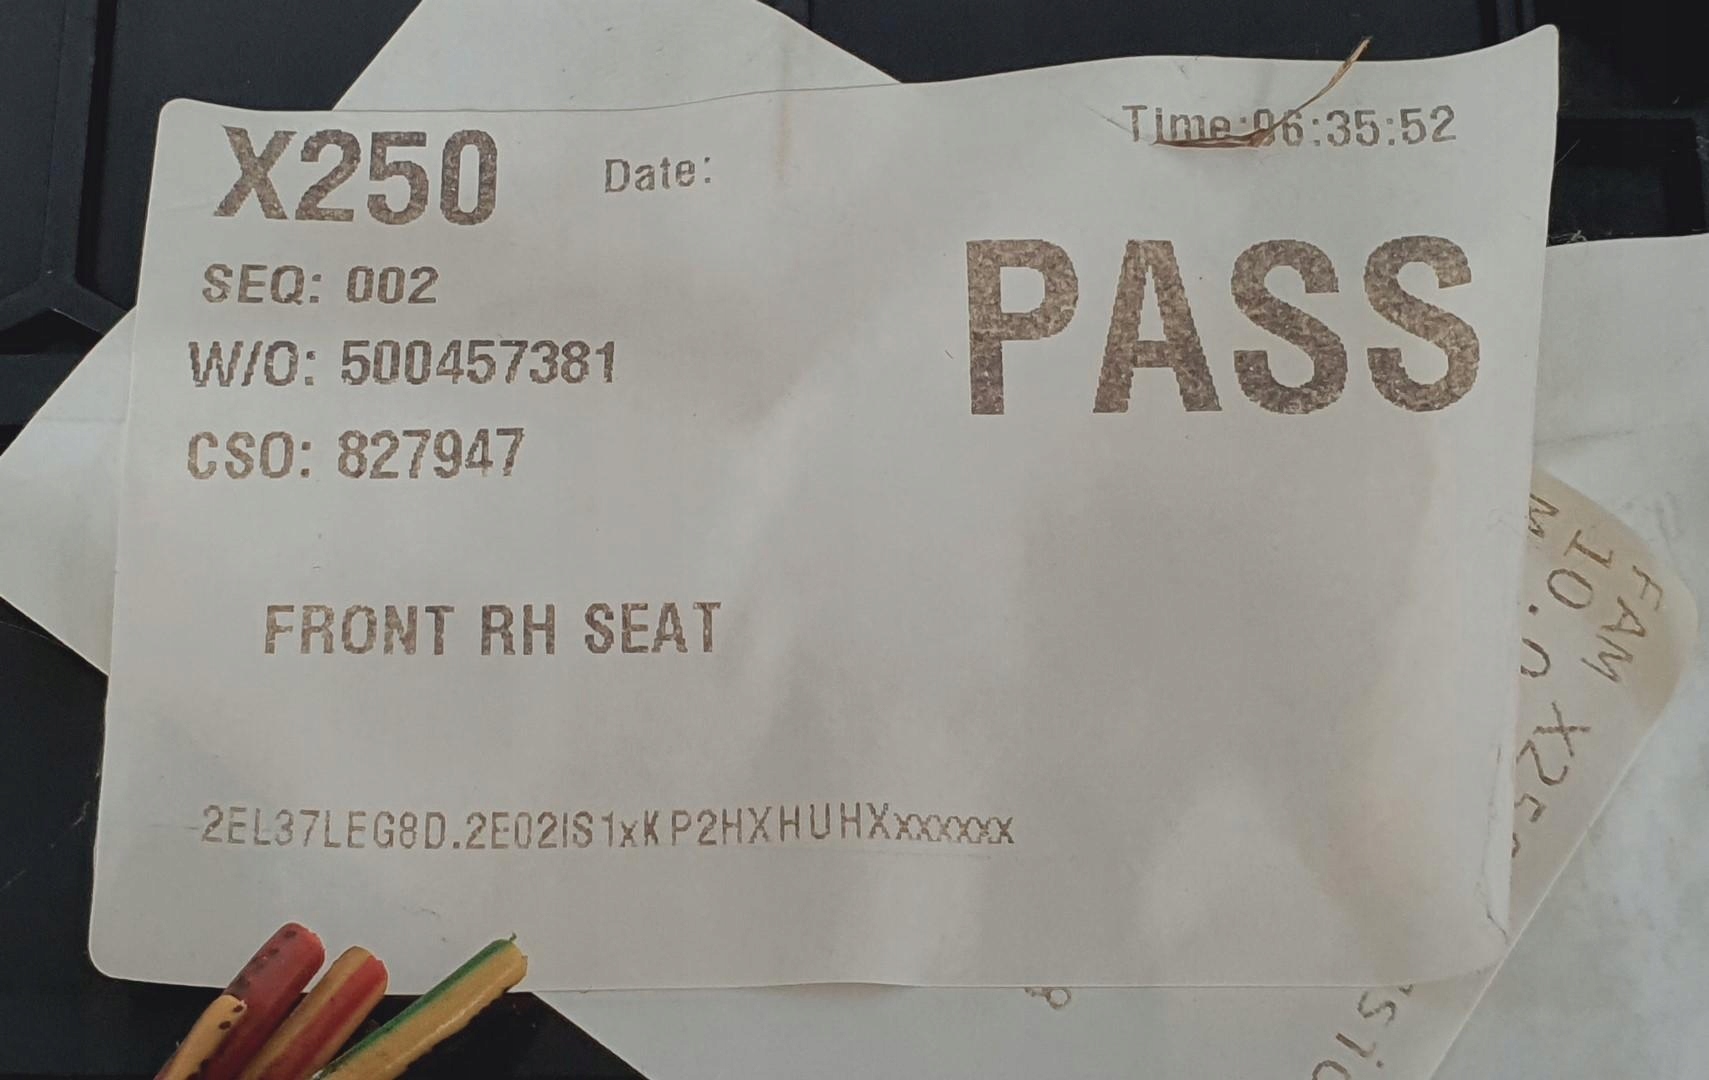 X250
Date:
Time:06:35:52
SEQ: 002
PASS
W/O: 500457381
CSO: 827947
FRONT RH SEAT
2EL37LEG8D.2E02IS1xKP2HXHUHXxxxxxx
FAM
10.0 X250